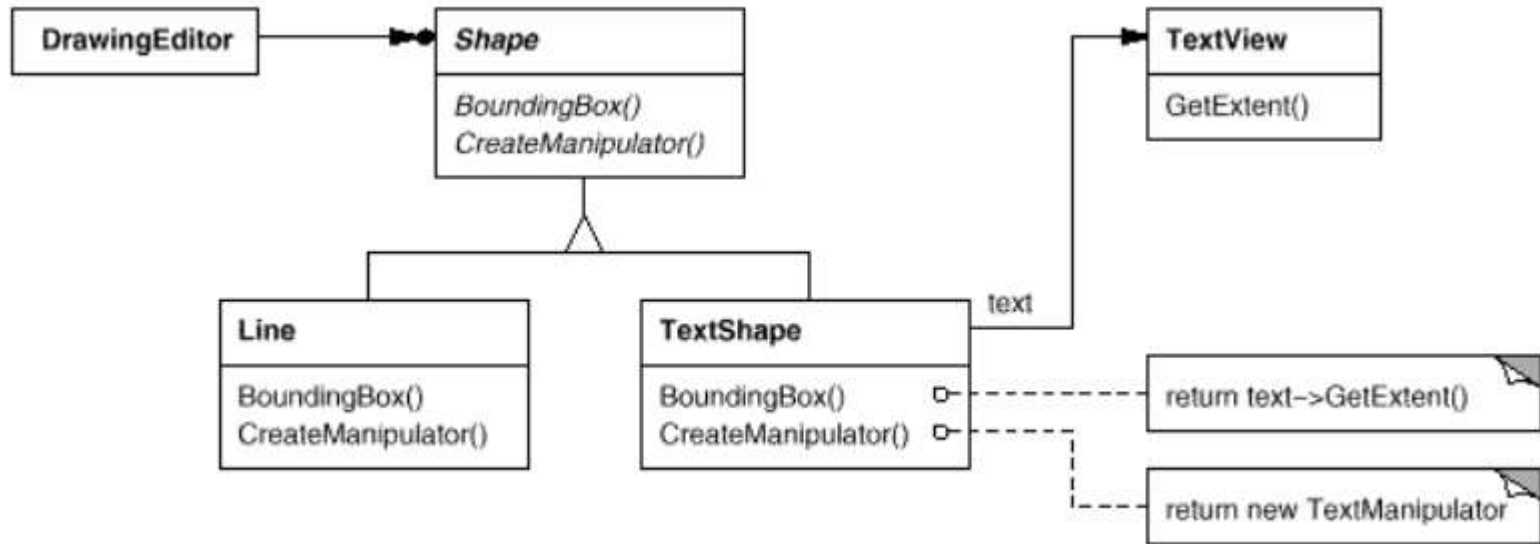 DrawingEditor
Shape
BoundingBox()
CreateManipulator()
TextView
GetExtent()
Line
BoundingBox()
CreateManipulator()
TextShape
BoundingBox()
CreateManipulator()
text
return text–>GetExtent()
return new TextManipulator